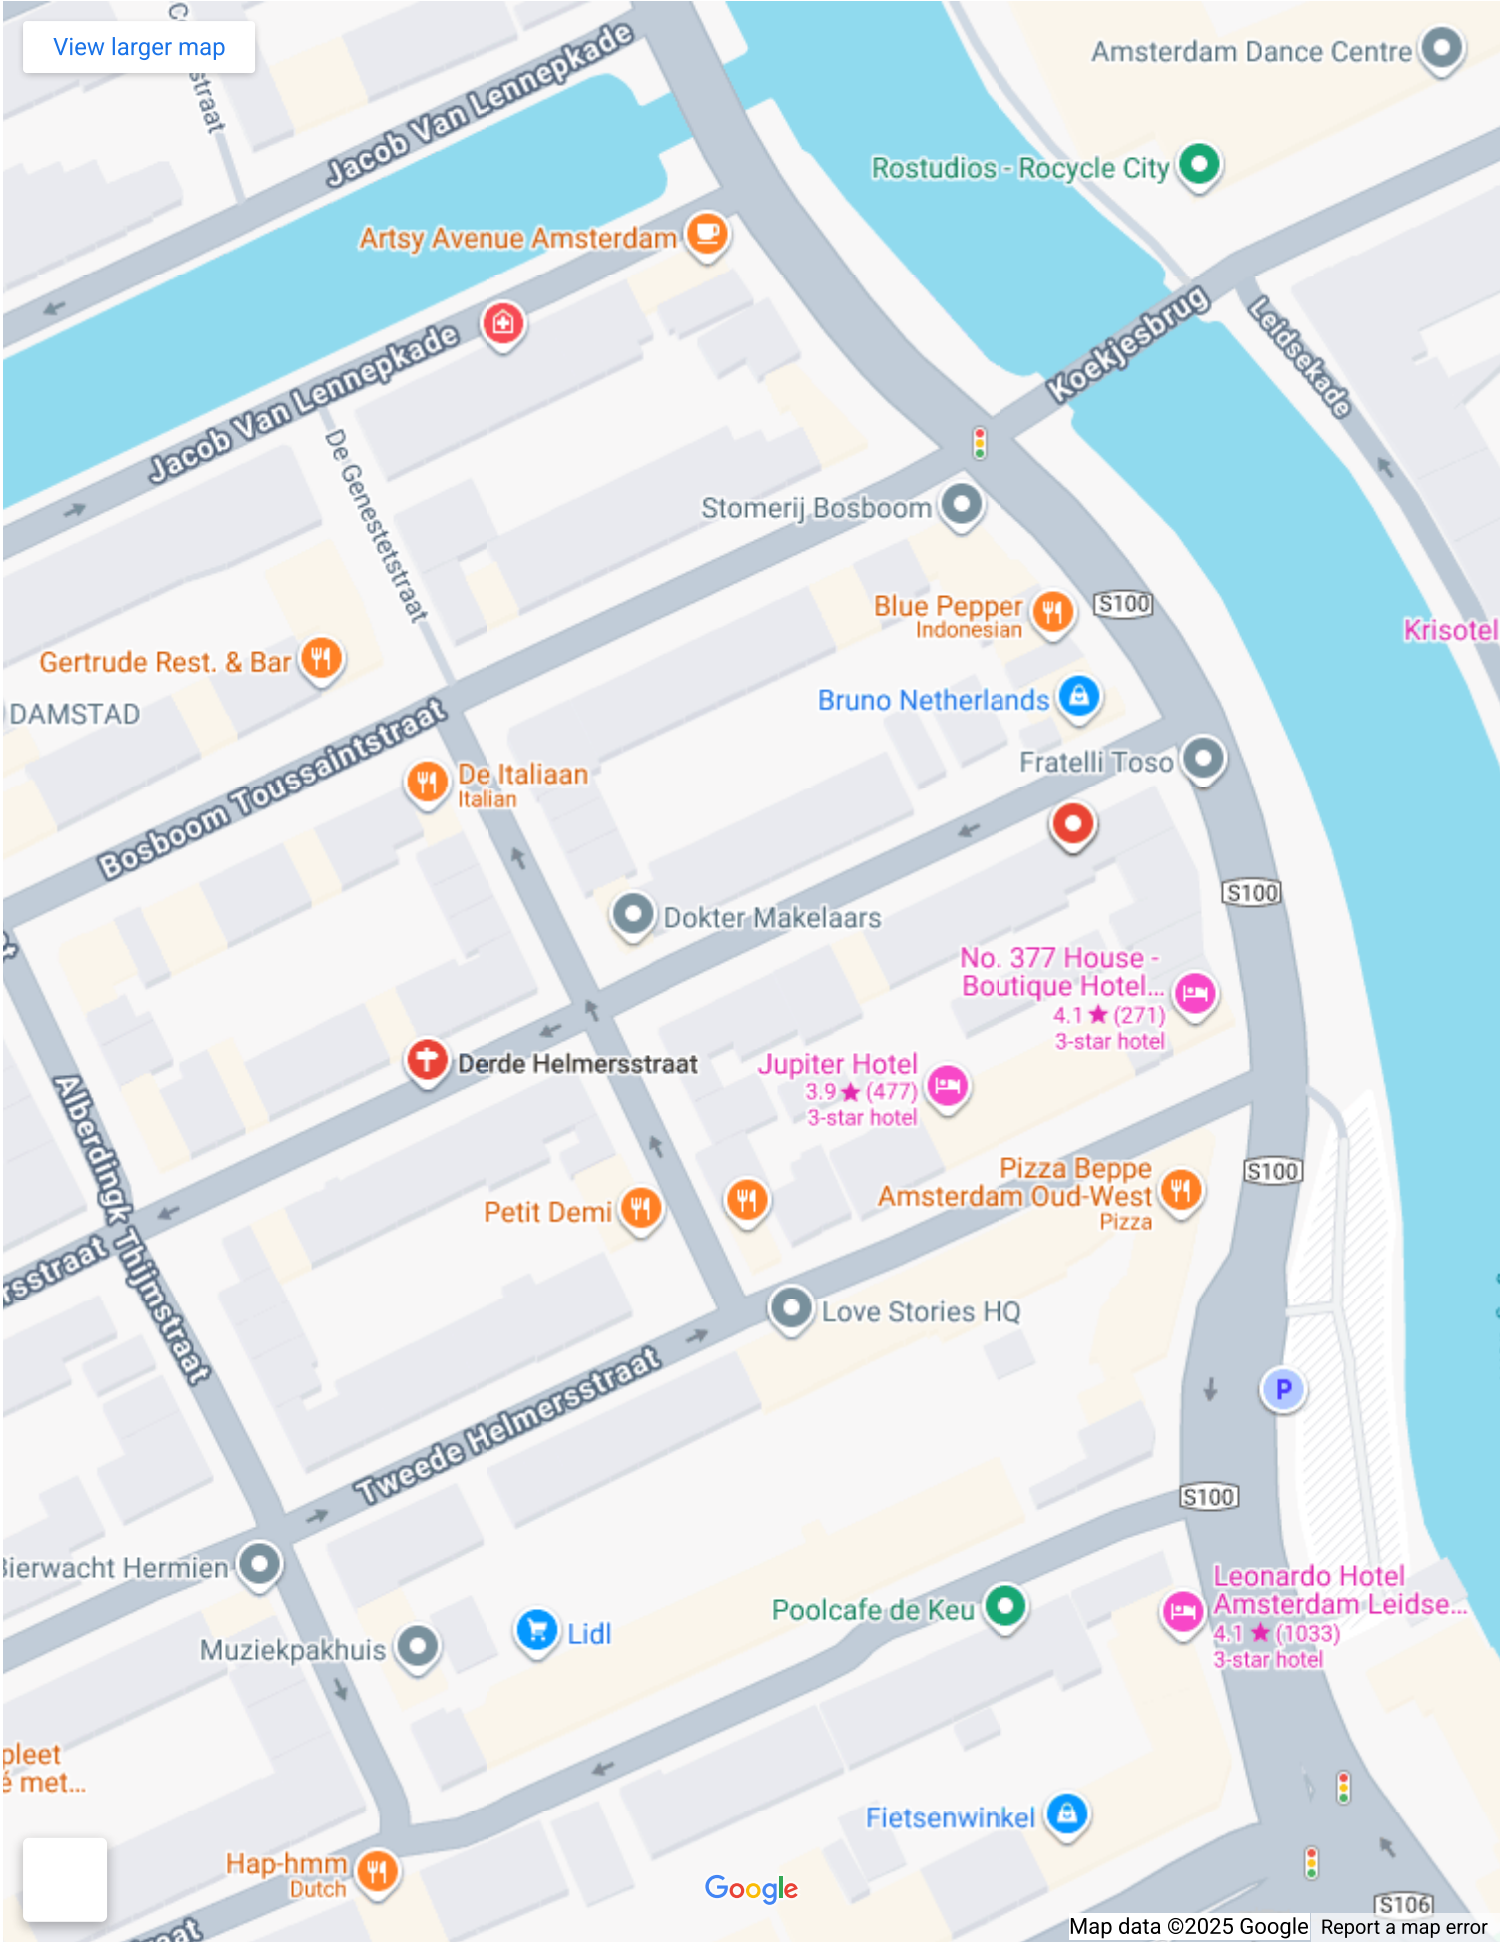 View larger map
straat
Jacob Van Lennepkade
Amsterdam Dance Centre
Rostudios - Rocycle City
Artsy Avenue Amsterdam
Koekjesbrug
Leidsekade
Jacob Van Lennepkade
De Genestetstraat
Stomerij Bosboom
Blue Pepper
Indonesian
S100
Krisotel
Gertrude Rest. & Bar
DAMSTAD
Bruno Netherlands
Bosboom Toussaintstraat
De Italiaan
Italian
Fratelli Toso
S100
Dokter Makelaars
No. 377 House -
Boutique Hotel...
4.1★(271)
3-star hotel
Derde Helmersstraat
Jupiter Hotel
3.9★(477)
3-star hotel
Alberdingk Thijmstraat
Pizza Beppe
Amsterdam Oud-West
Pizza
S100
Petit Demi
rsstraat
Love Stories HQ
Tweede Helmersstraat
P
S100
Bierwacht Hermien
Leonardo Hotel
Amsterdam Leidse...
4.1 ★ (1033)
3-star hotel
Poolcafe de Keu
Lidl
Muziekpakhuis
pleet
é met...
Fietsenwinkel
Hap-hmm
Dutch
Google
S106
raat
Map data ©2025 Google
Report a map error